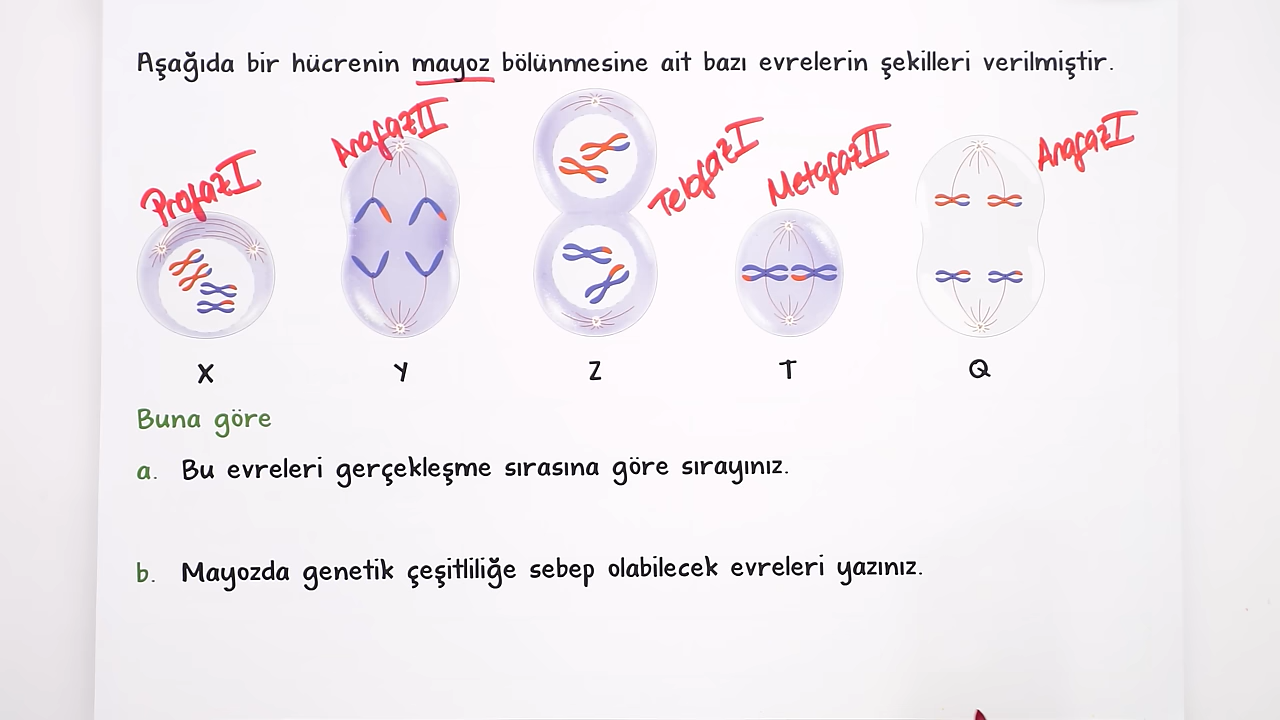 Aşağıda bir hücrenin mayoz bölünmesine ait bazı evrelerin şekilleri verilmiştir.
Profaz I
Anafaz II
Telofaz I
Metafaz II
Anafaz I
X
Y
Z
T
Q
Buna göre
a. Bu evreleri gerçekleşme sırasına göre sırayınız.
b. Mayozda genetik çeşitliliğe sebep olabilecek evreleri yazınız.